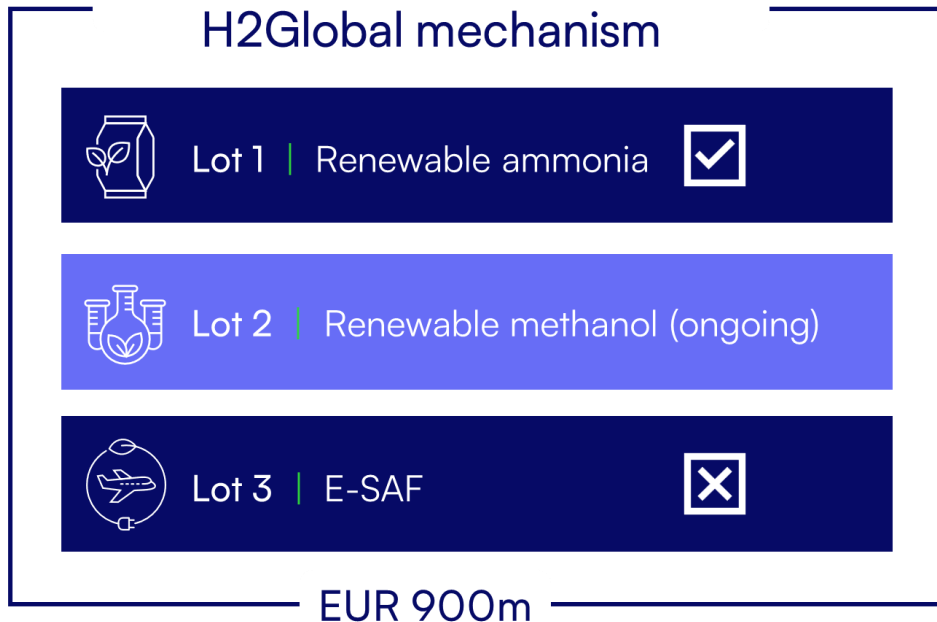 H2Global mechanism
Lot 1 | Renewable ammonia
Lot 2 | Renewable methanol (ongoing)
Lot 3 | E-SAF
EUR 900m